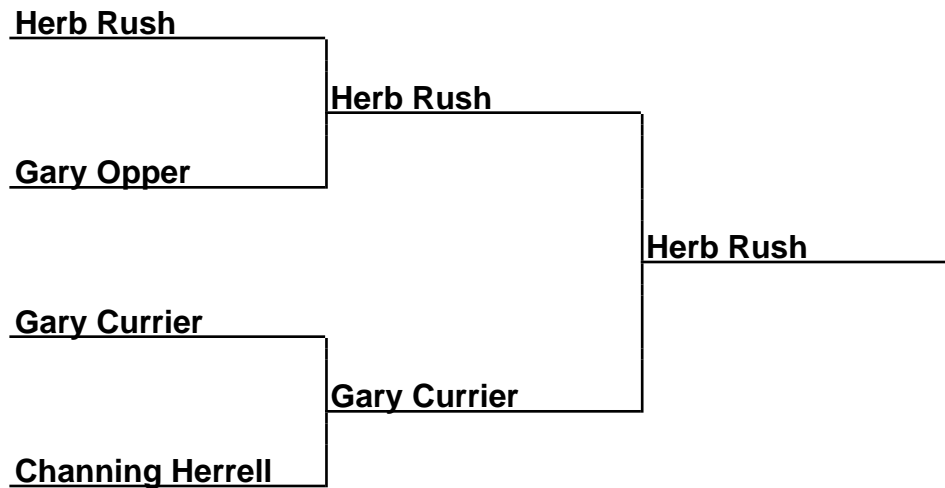 Herb Rush
Herb Rush
Gary Opper
Herb Rush
Gary Currier
Gary Currier
Channing Herrell